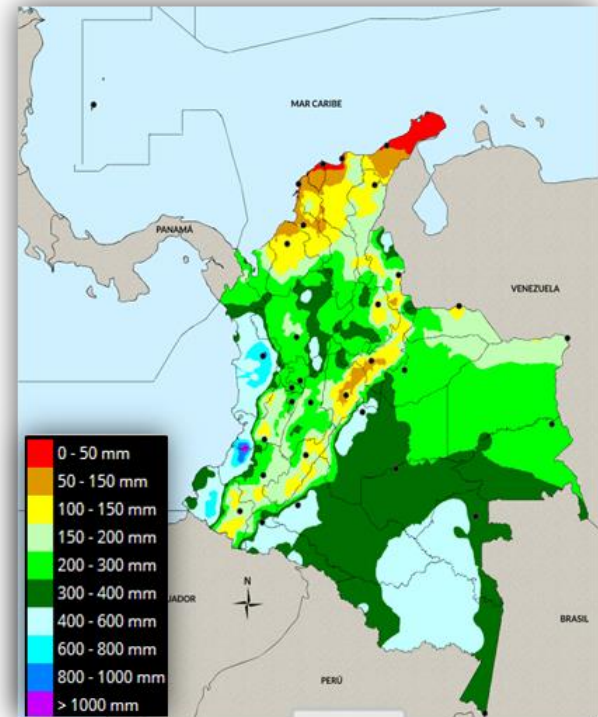 MAR CARIBE
PANAMÁ
VENEZUELA
0 - 50 mm
50 - 150 mm
100 - 150 mm
150 - 200 mm
200 - 300 mm
300 - 400 mm
400 - 600 mm
600 - 800 mm
800 - 1000 mm
> 1000 mm
UADOR
N
BRASIL
PERÚ